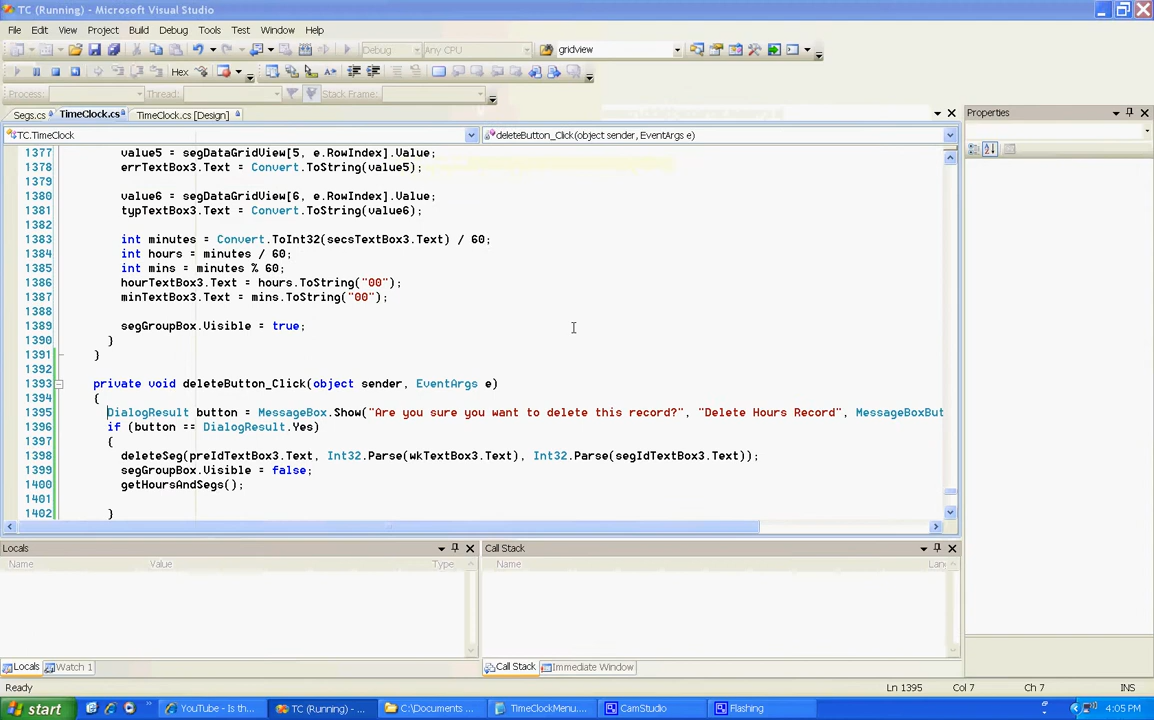 TC (Running) - Microsoft Visual Studio
File Edit View Project Build Debug Tools Test Window Help
Debug Any CPU gridview
Hex
Process: Thread: Stack Frame:
Segs.cs TimeClock.cs TimeClock.cs [Design] Properties
TC.TimeClock deleteButton_Click(object sender, EventArgs e)
1377 value5 = segDataGridView[5, e.RowIndex].Value;
1378 errTextBox3.Text = Convert.ToString(value5);
1379
1380 value6 = segDataGridView[6, e.RowIndex].Value;
1381 typTextBox3.Text = Convert.ToString(value6);
1382
1383 int minutes = Convert.ToInt32(secsTextBox3.Text) / 60;
1384 int hours = minutes / 60;
1385 int mins = minutes % 60;
1386 hourTextBox3.Text = hours.ToString("00");
1387 minTextBox3.Text = mins.ToString("00");
1388
1389 segGroupBox.Visible = true;
1390 }
1391 }
1392
1393 private void deleteButton_Click(object sender, EventArgs e)
1394 {
1395 DialogResult button = MessageBox.Show("Are you sure you want to delete this record?", "Delete Hours Record", MessageBoxBut
1396 if (button == DialogResult.Yes)
1397 {
1398 deleteSeg(preIdTextBox3.Text, Int32.Parse(wkTextBox3.Text), Int32.Parse(segIdTextBox3.Text));
1399 segGroupBox.Visible = false;
1400 getHoursAndSegs();
1401
1402 }
Locals Call Stack
Name Value Type Name Lan
Locals Watch 1 Call Stack Immediate Window
Ready Ln 1395 Col 7 Ch 7 INS
start YouTube - Is th... TC (Running) - ... C:\Documents ... TimeClockMenu.... CamStudio Flashing 4:05 PM